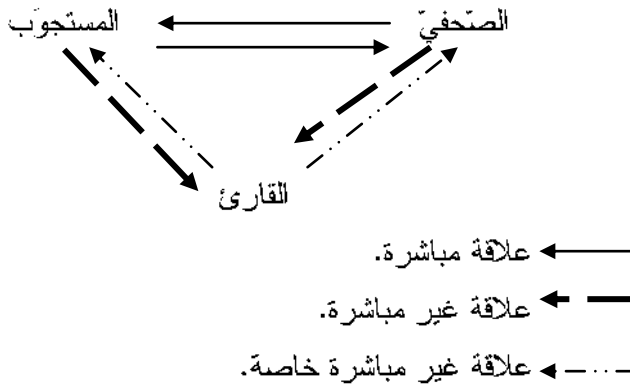 الصّحفيّ
المستجوَب
القارئ
علاقة مباشرة.
علاقة غير مباشرة.
علاقة غير مباشرة خاصة.